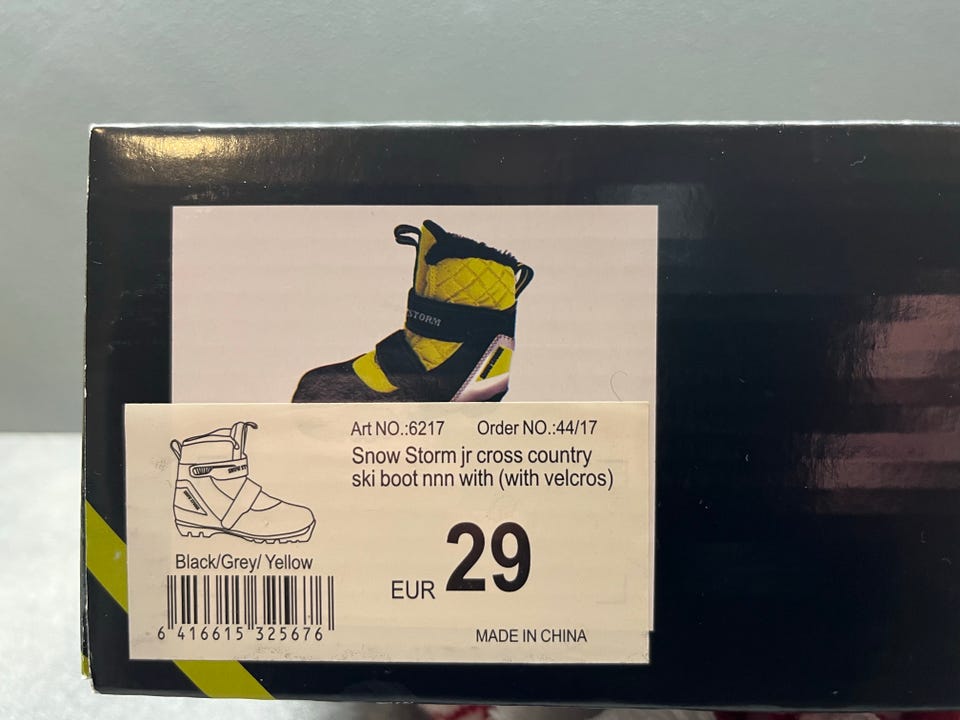 STORM
Art NO.:6217 Order NO.:44/17
Snow Storm jr cross country
ski boot nnn with (with velcros)
Black/Grey/ Yellow
EUR 29
6 416615 325676
MADE IN CHINA